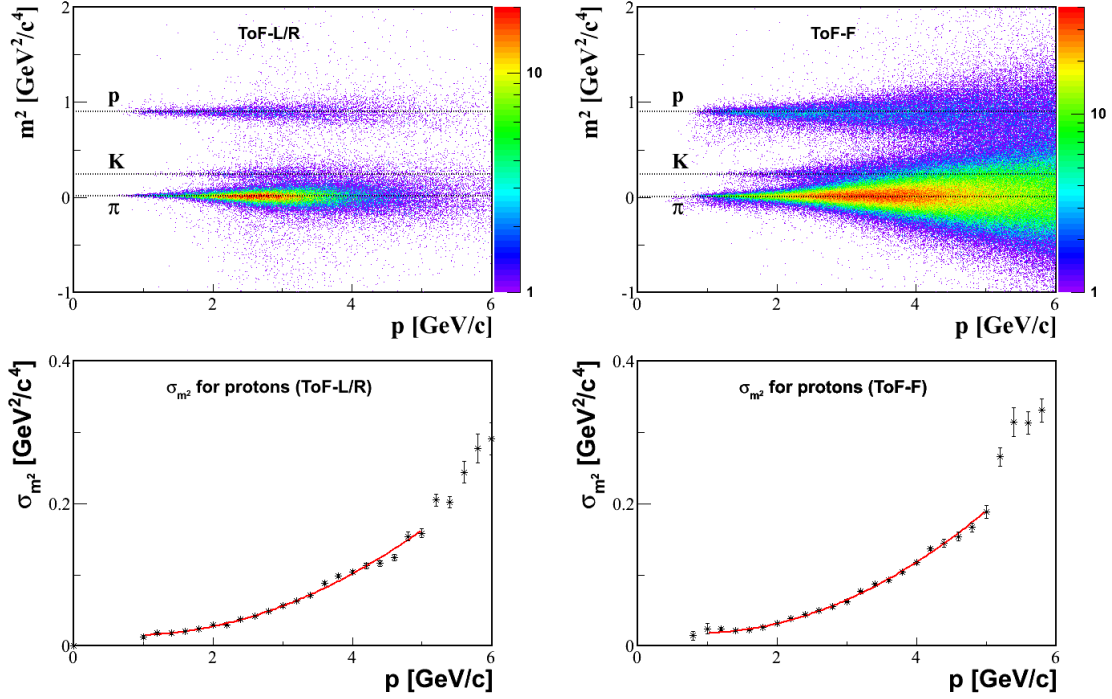 m² [GeV²/c⁴]
2
1
0
-1
ToF-L/R
p
K
π
0
2
4
6
p [GeV/c]
10
1
m² [GeV²/c⁴]
2
1
0
-1
ToF-F
p
K
π
0
2
4
6
p [GeV/c]
10
1
σm² [GeV²/c⁴]
0.4
0.2
0
σm² for protons (ToF-L/R)
0
2
4
6
p [GeV/c]
σm² [GeV²/c⁴]
0.4
0.2
0
σm² for protons (ToF-F)
0
2
4
6
p [GeV/c]